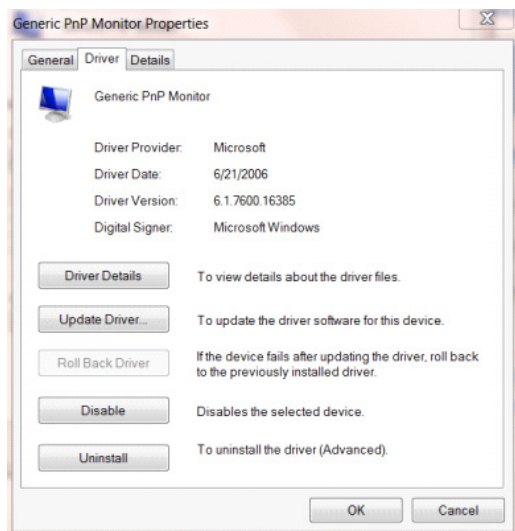 Generic PnP Monitor Properties
General Driver Details
Generic PnP Monitor
Driver Provider: Microsoft
Driver Date: 6/21/2006
Driver Version: 6.1.7600.16385
Digital Signer: Microsoft Windows
Driver Details To view details about the driver files.
Update Driver... To update the driver software for this device.
Roll Back Driver If the device fails after updating the driver, roll back
to the previously installed driver.
Disable Disables the selected device.
Uninstall To uninstall the driver (Advanced).
OK Cancel